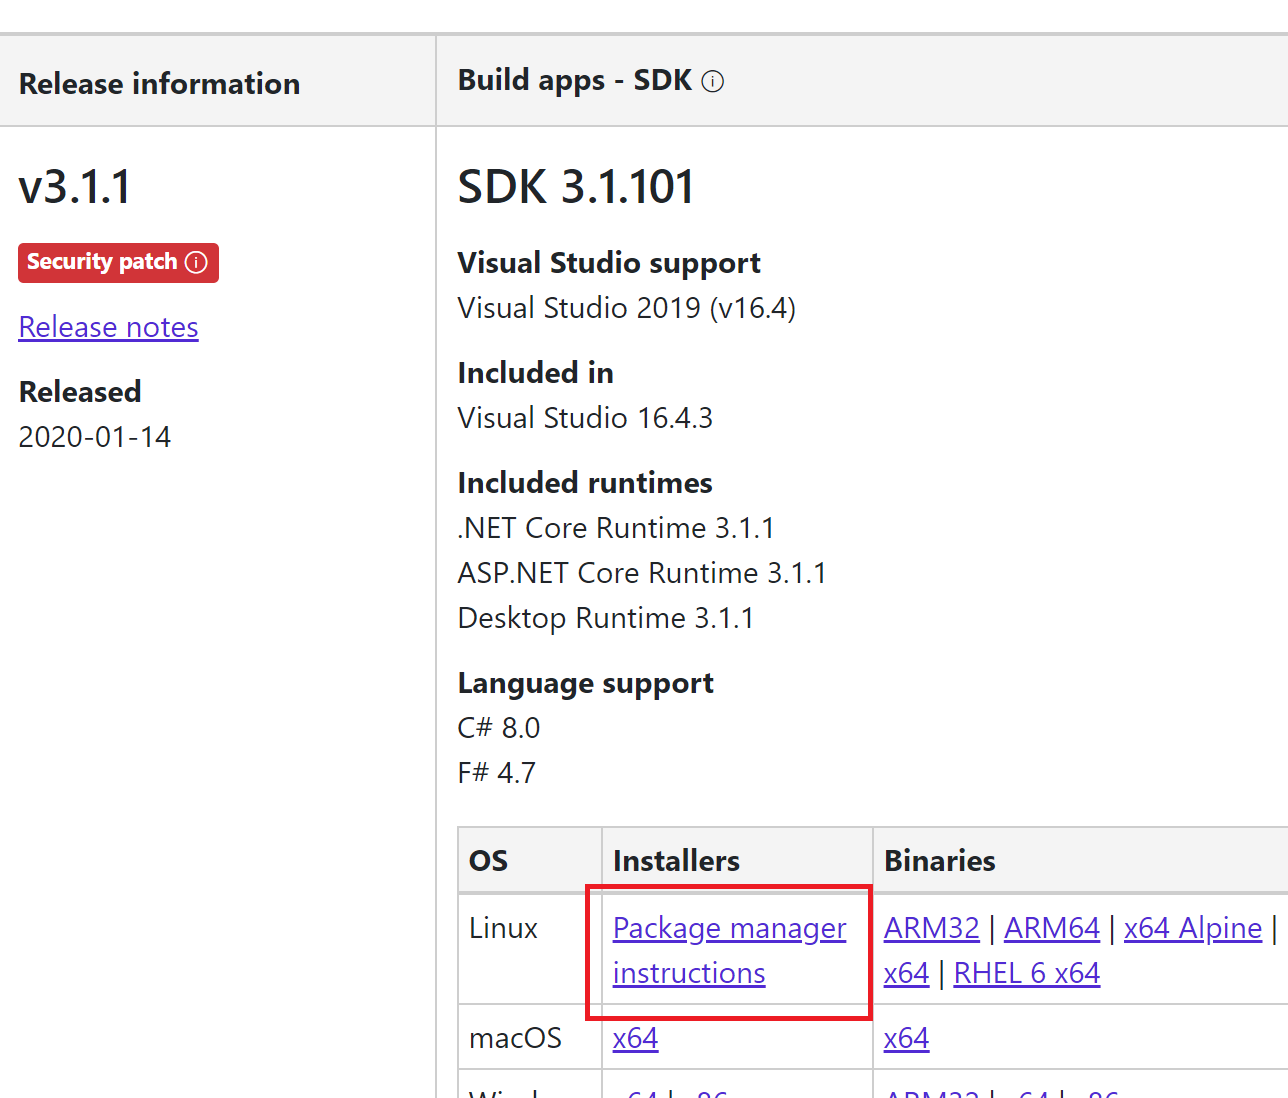 Release information
Build apps - SDK
v3.1.1
Security patch
Release notes
Released
2020-01-14
SDK 3.1.101
Visual Studio support
Visual Studio 2019 (v16.4)
Included in
Visual Studio 16.4.3
Included runtimes
.NET Core Runtime 3.1.1
ASP.NET Core Runtime 3.1.1
Desktop Runtime 3.1.1
Language support
C# 8.0
F# 4.7
OS Installers Binaries
Linux Package manager instructions ARM32 | ARM64 | x64 Alpine |
x64 | RHEL 6 x64
macOS x64 x64